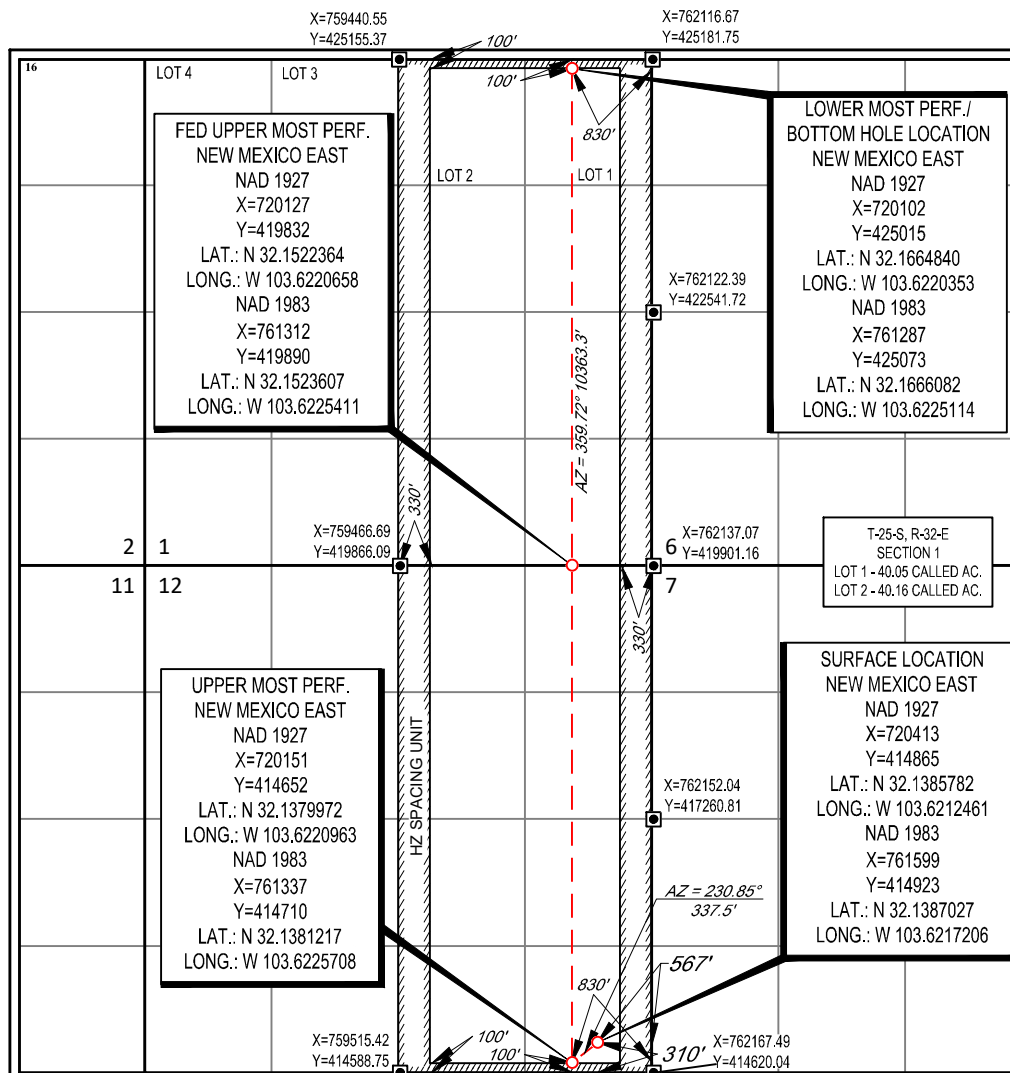 X=759440.55
Y=425155.37
X=762116.67
Y=425181.75
100'
100'
830'
16
LOT 4
LOT 3
LOT 2
LOT 1
FED UPPER MOST PERF.
NEW MEXICO EAST
NAD 1927
X=720127
Y=419832
LAT.: N 32.1522364
LONG.: W 103.6220658
NAD 1983
X=761312
Y=419890
LAT.: N 32.1523607
LONG.: W 103.6225411
LOWER MOST PERF./
BOTTOM HOLE LOCATION
NEW MEXICO EAST
NAD 1927
X=720102
Y=425015
LAT.: N 32.1664840
LONG.: W 103.6220353
NAD 1983
X=761287
Y=425073
LAT.: N 32.1666082
LONG.: W 103.6225114
X=762122.39
Y=422541.72
AZ = 359.72° 10363.3'
330'
X=759466.69
Y=419866.09
X=762137.07
Y=419901.16
2 1
11 12
6
7
330'
T-25-S, R-32-E
SECTION 1
LOT 1 - 40.05 CALLED AC.
LOT 2 - 40.16 CALLED AC.
UPPER MOST PERF.
NEW MEXICO EAST
NAD 1927
X=720151
Y=414652
LAT.: N 32.1379972
LONG.: W 103.6220963
NAD 1983
X=761337
Y=414710
LAT.: N 32.1381217
LONG.: W 103.6225708
HZ SPACING UNIT
SURFACE LOCATION
NEW MEXICO EAST
NAD 1927
X=720413
Y=414865
LAT.: N 32.1385782
LONG.: W 103.6212461
NAD 1983
X=761599
Y=414923
LAT.: N 32.1387027
LONG.: W 103.6217206
X=762152.04
Y=417260.81
AZ = 230.85°
337.5'
567'
830'
310'
100'
100'
X=759515.42
Y=414588.75
X=762167.49
Y=414620.04